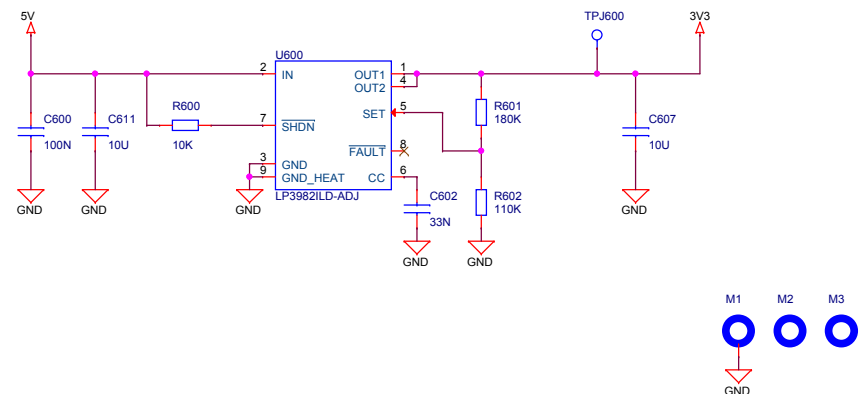 5V
TPJ600
3V3
U600
2
IN
OUT1
1
OUT2
4
R600
10K
7
SHDN
SET
5
R601
180K
C600
100N
C611
10U
C607
10U
FAULT
8
3
GND
9
GND_HEAT
CC
6
LP3982ILD-ADJ
C602
33N
R602
110K
GND
GND
GND
GND
GND
GND
M1
M2
M3
GND